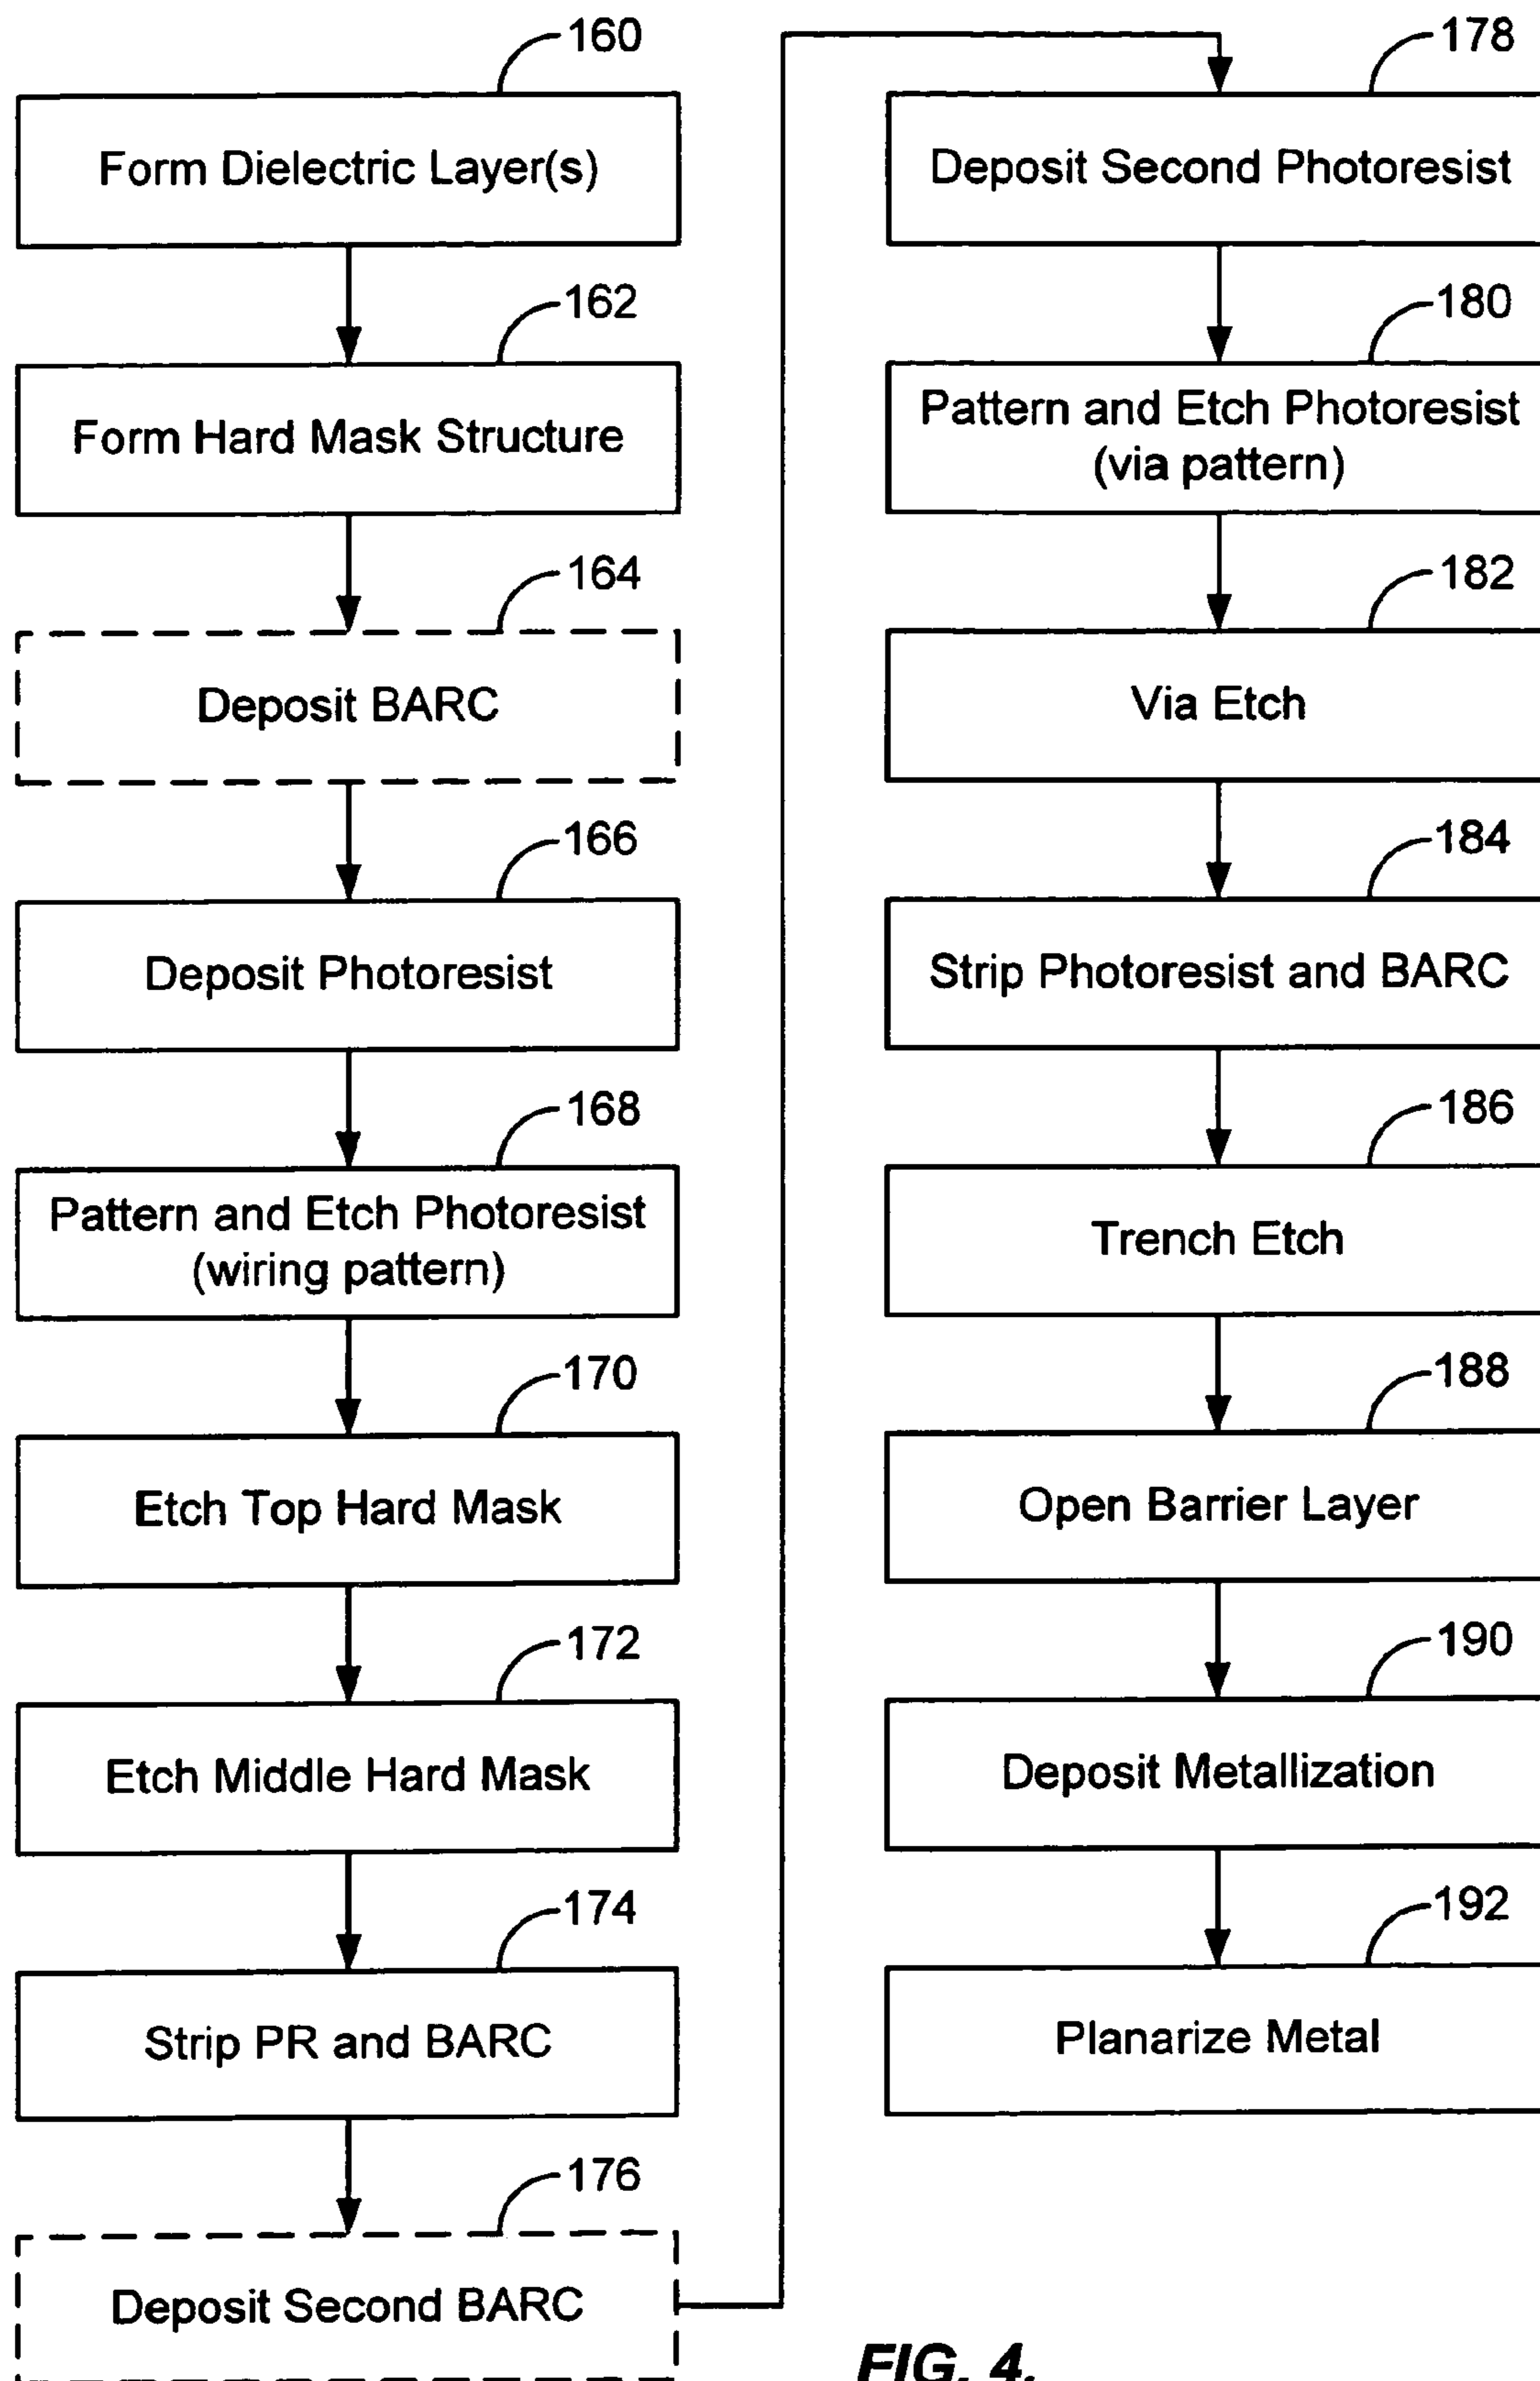 160
Form Dielectric Layer(s)
162
Form Hard Mask Structure
164
Deposit BARC
166
Deposit Photoresist
168
Pattern and Etch Photoresist
(wiring pattern)
170
Etch Top Hard Mask
172
Etch Middle Hard Mask
174
Strip PR and BARC
176
Deposit Second BARC
178
Deposit Second Photoresist
180
Pattern and Etch Photoresist
(via pattern)
182
Via Etch
184
Strip Photoresist and BARC
186
Trench Etch
188
Open Barrier Layer
190
Deposit Metallization
192
Planarize Metal
FIG. 4.